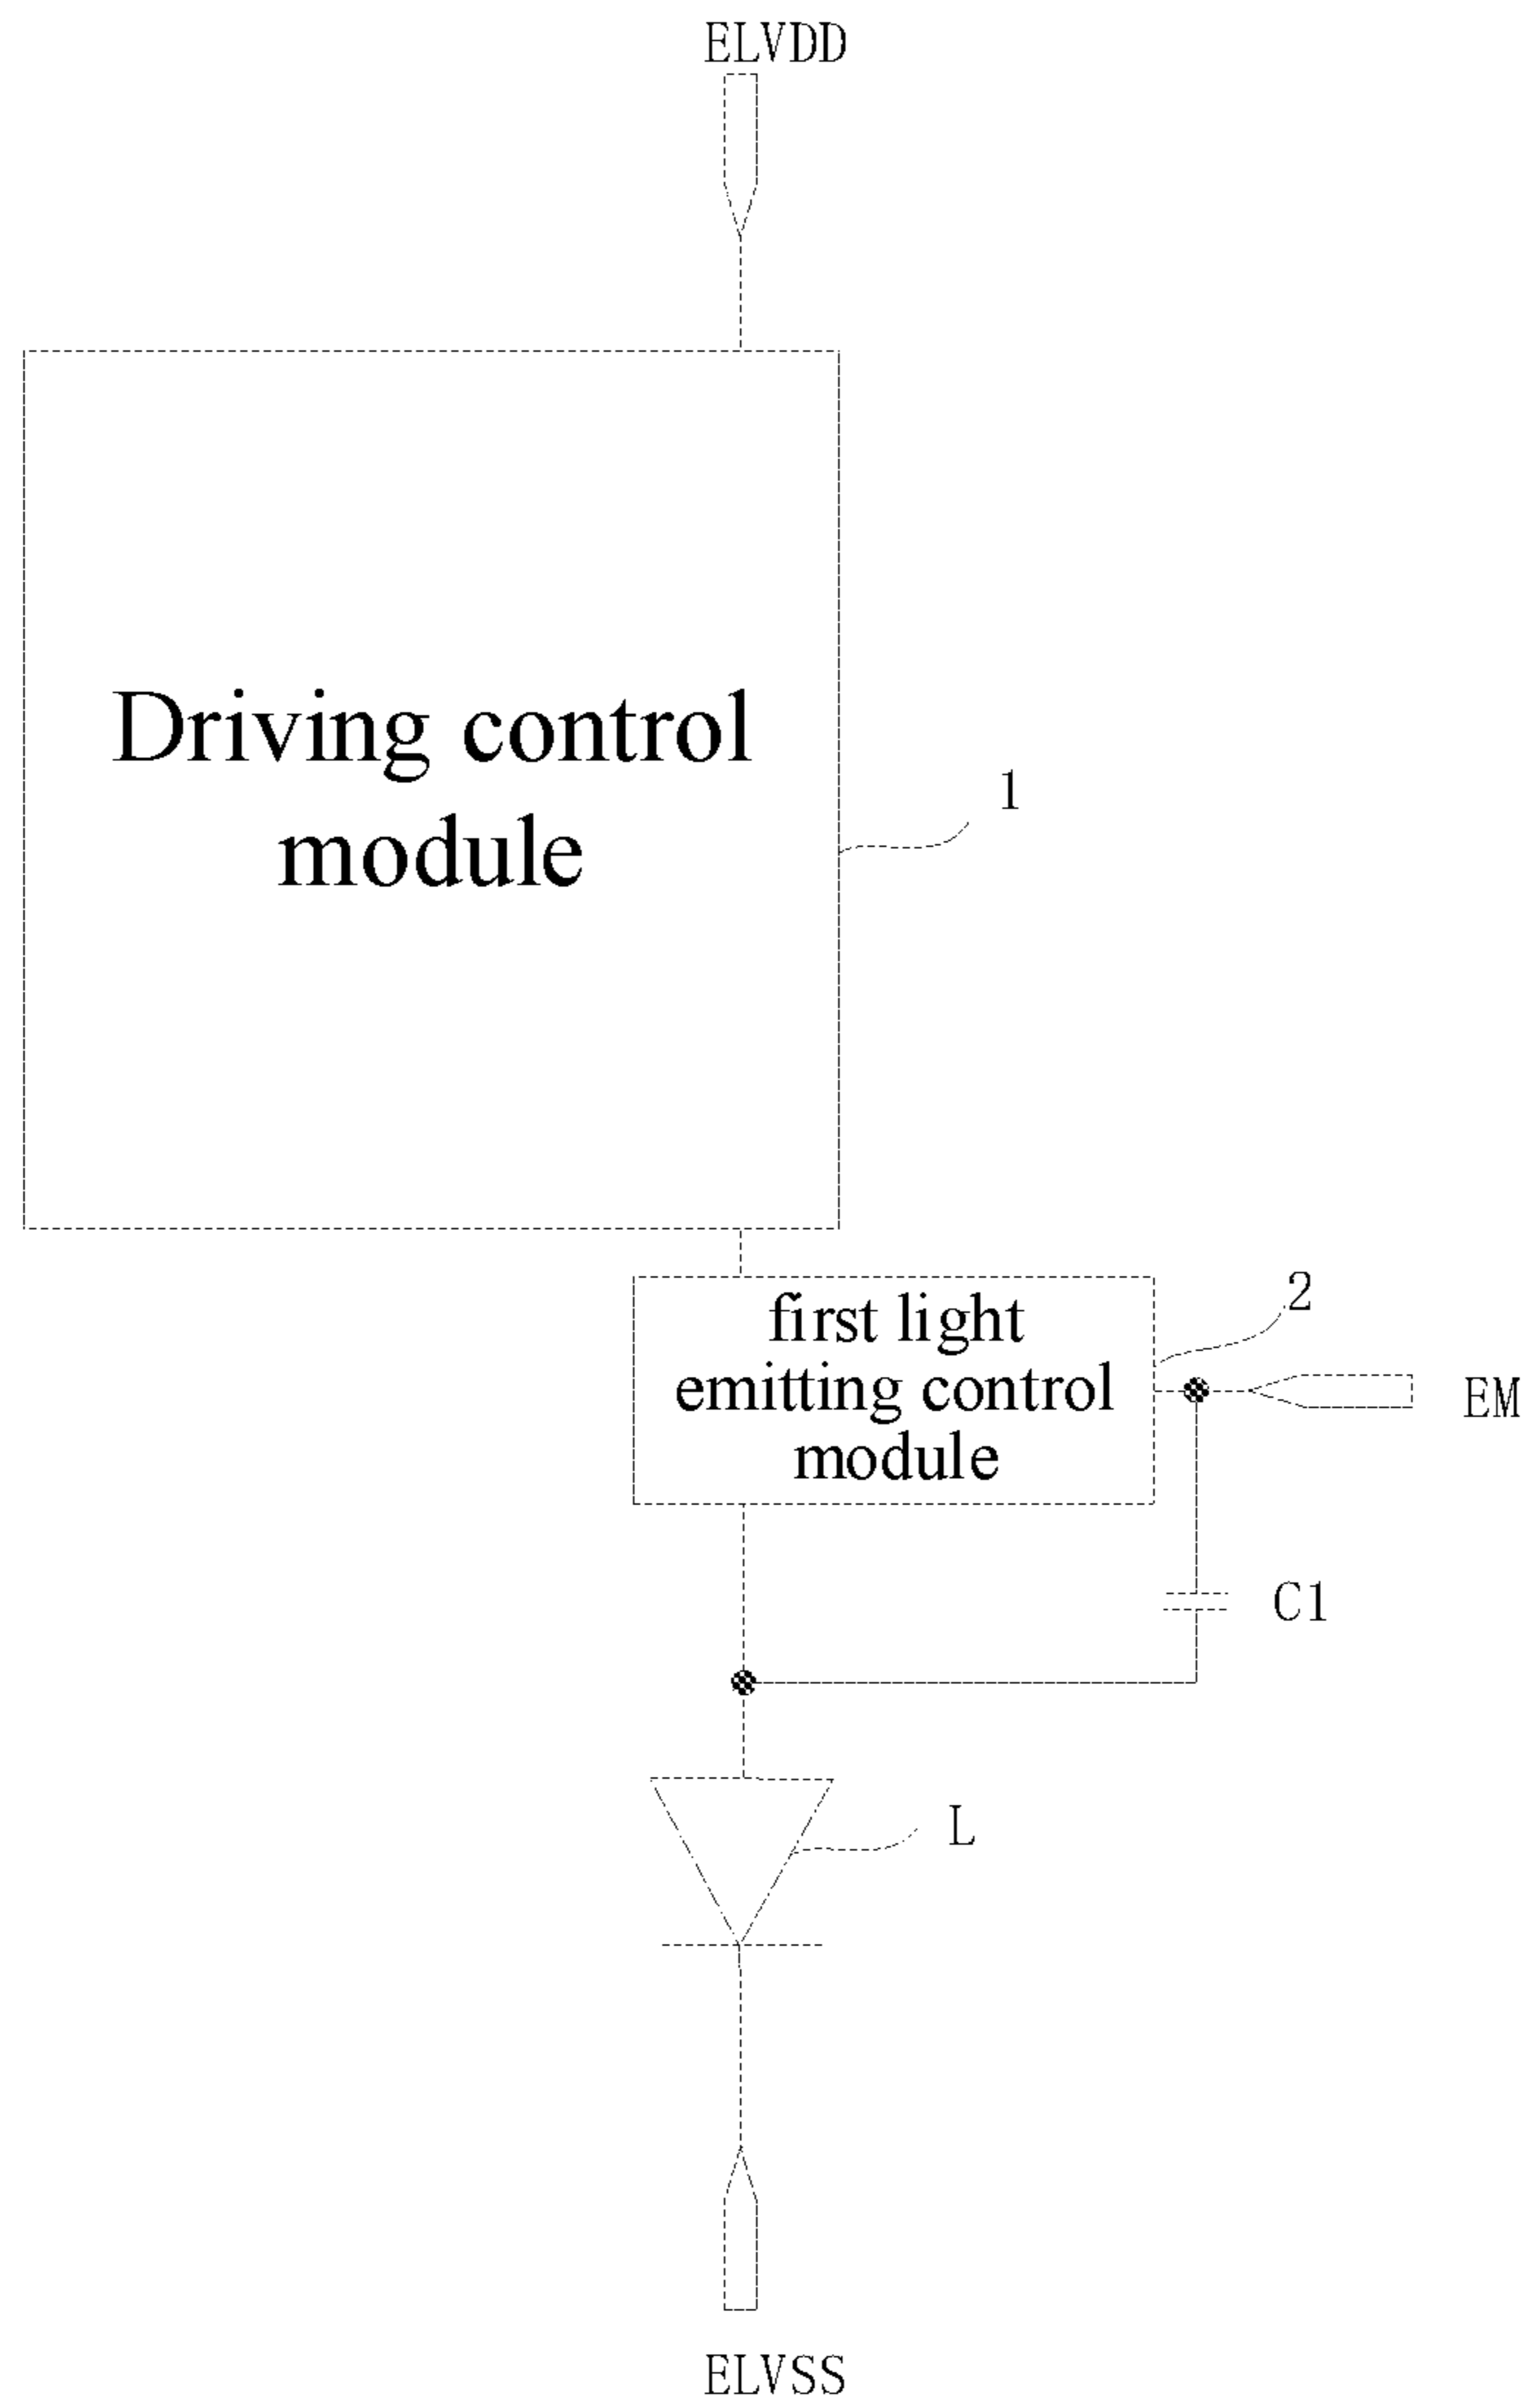 ELVDD
Driving control
module
1
first light
emitting control
module
2
EM
C1
L
ELVSS